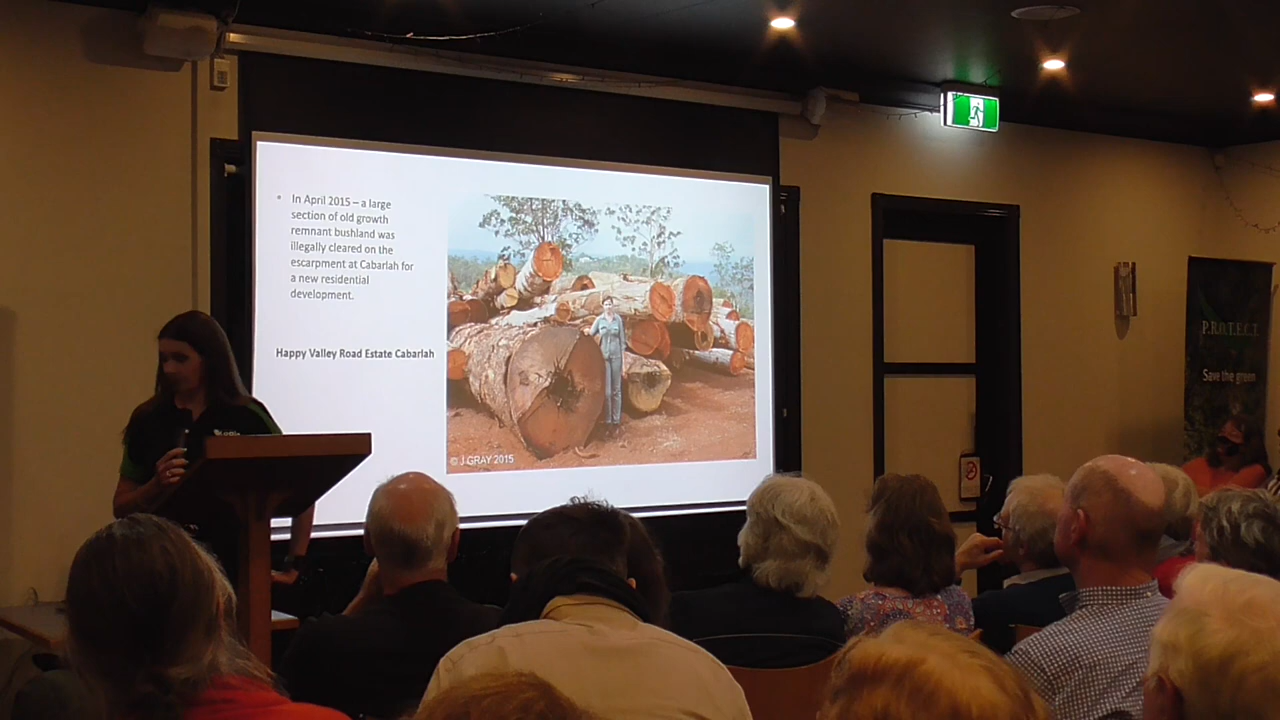 • In April 2015 – a large
section of old growth
remnant bushland was
illegally cleared on the
escarpment at Cabarlah for
a new residential
development.
Happy Valley Road Estate Cabarlah
© J GRAY 2015
P.R.O.T.E.C.T.
Save the green